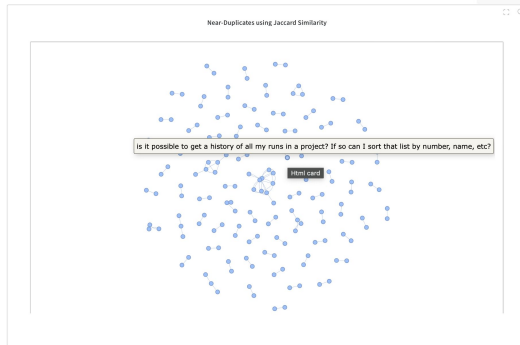 Near-Duplicates using Jaccard Similarity
is it possible to get a history of all my runs in a project? If so can I sort that list by number, name, etc?
Html card